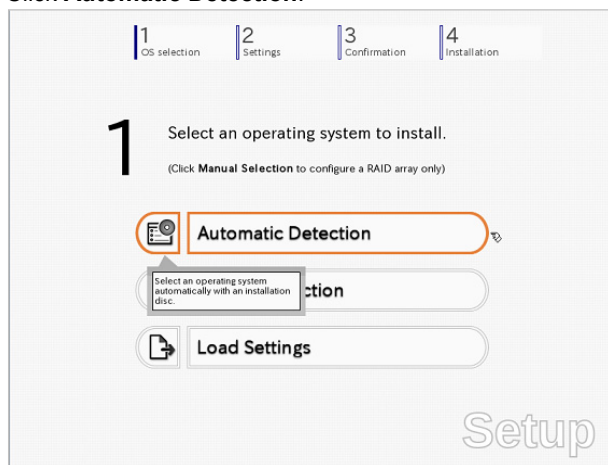 Click Automatic Detection.
1
OS selection
2
Settings
3
Confirmation
4
Installation
1
Select an operating system to install.
(Click Manual Selection to configure a RAID array only)
Automatic Detection
Select an operating system
automatically with an installation
disc.
ction
Load Settings
Setup